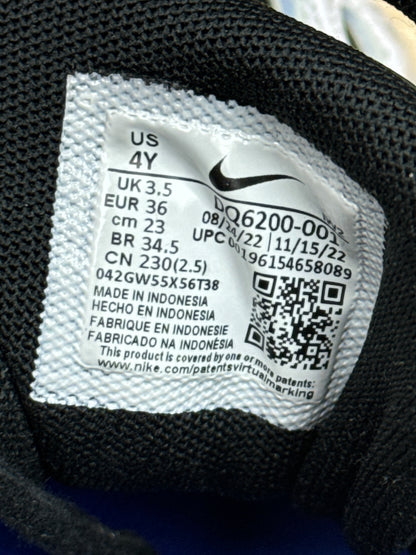 US
4Y
UK 3.5
EUR 36
cm 23
BR 34.5
CN 230(2.5)
DQ6200-001
08/24/22 | 11/15/22
UPC 00196154658089
042GW55X56T38
MADE IN INDONESIA
HECHO EN INDONESIA
FABRIQUE EN INDONESIE
FABRICADO NA INDONÉSIA
This product is covered by one or more patents:
www.nike.com/patentsvirtualmarking